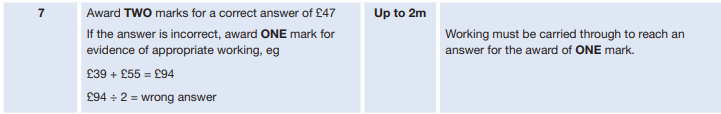 7
Award TWO marks for a correct answer of £47
Up to 2m
If the answer is incorrect, award ONE mark for
evidence of appropriate working, eg
£39 + £55 = £94
£94 ÷ 2 = wrong answer
Working must be carried through to reach an
answer for the award of ONE mark.